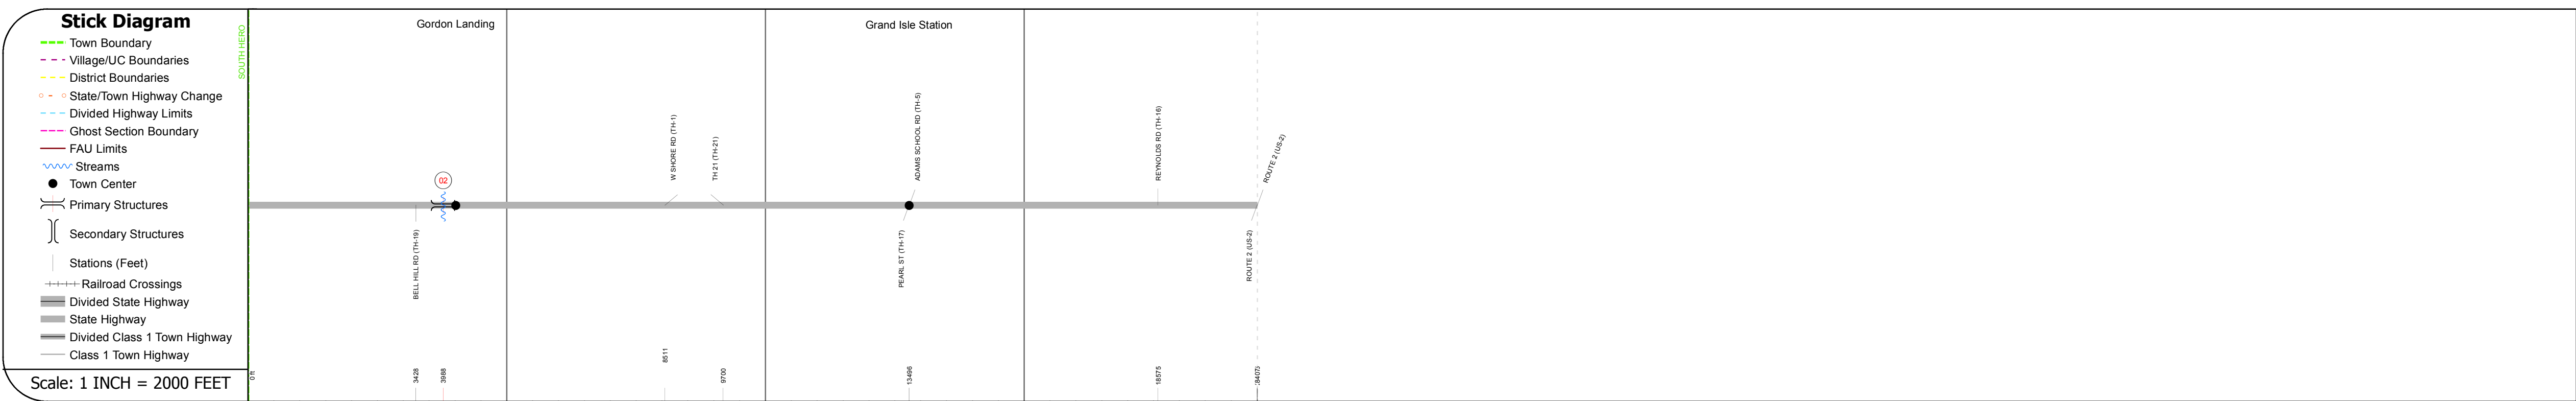 Stick Diagram
Town Boundary
Village/UC Boundaries
District Boundaries
State/Town Highway Change
Divided Highway Limits
Ghost Section Boundary
FAU Limits
Streams
Town Center
Primary Structures
Secondary Structures
Stations (Feet)
Railroad Crossings
Divided State Highway
State Highway
Divided Class 1 Town Highway
Class 1 Town Highway
Scale: 1 INCH = 2000 FEET
SOUTH HERO
Gordon Landing
Grand Isle Station
W SHORE RD (TH-1)
TH 21 (TH-21)
ADAMS SCHOOL RD (TH-5)
REYNOLDS RD (TH-16)
ROUTE 2 (US-2)
02
BELL HILL RD (TH-19)
PEARL ST (TH-17)
ROUTE 2 (US-2)
0 ft
3428
3988
8511
9700
13496
18575